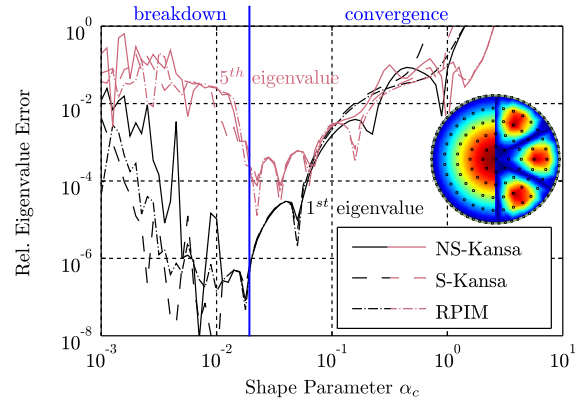 breakdown convergence
10^0
10^-2
10^-4
10^-6
10^-8
Rel. Eigenvalue Error
5^th eigenvalue
1^st eigenvalue
NS-Kansa
S-Kansa
RPIM
10^-3 10^-2 10^-1 10^0 10^1
Shape Parameter α_c